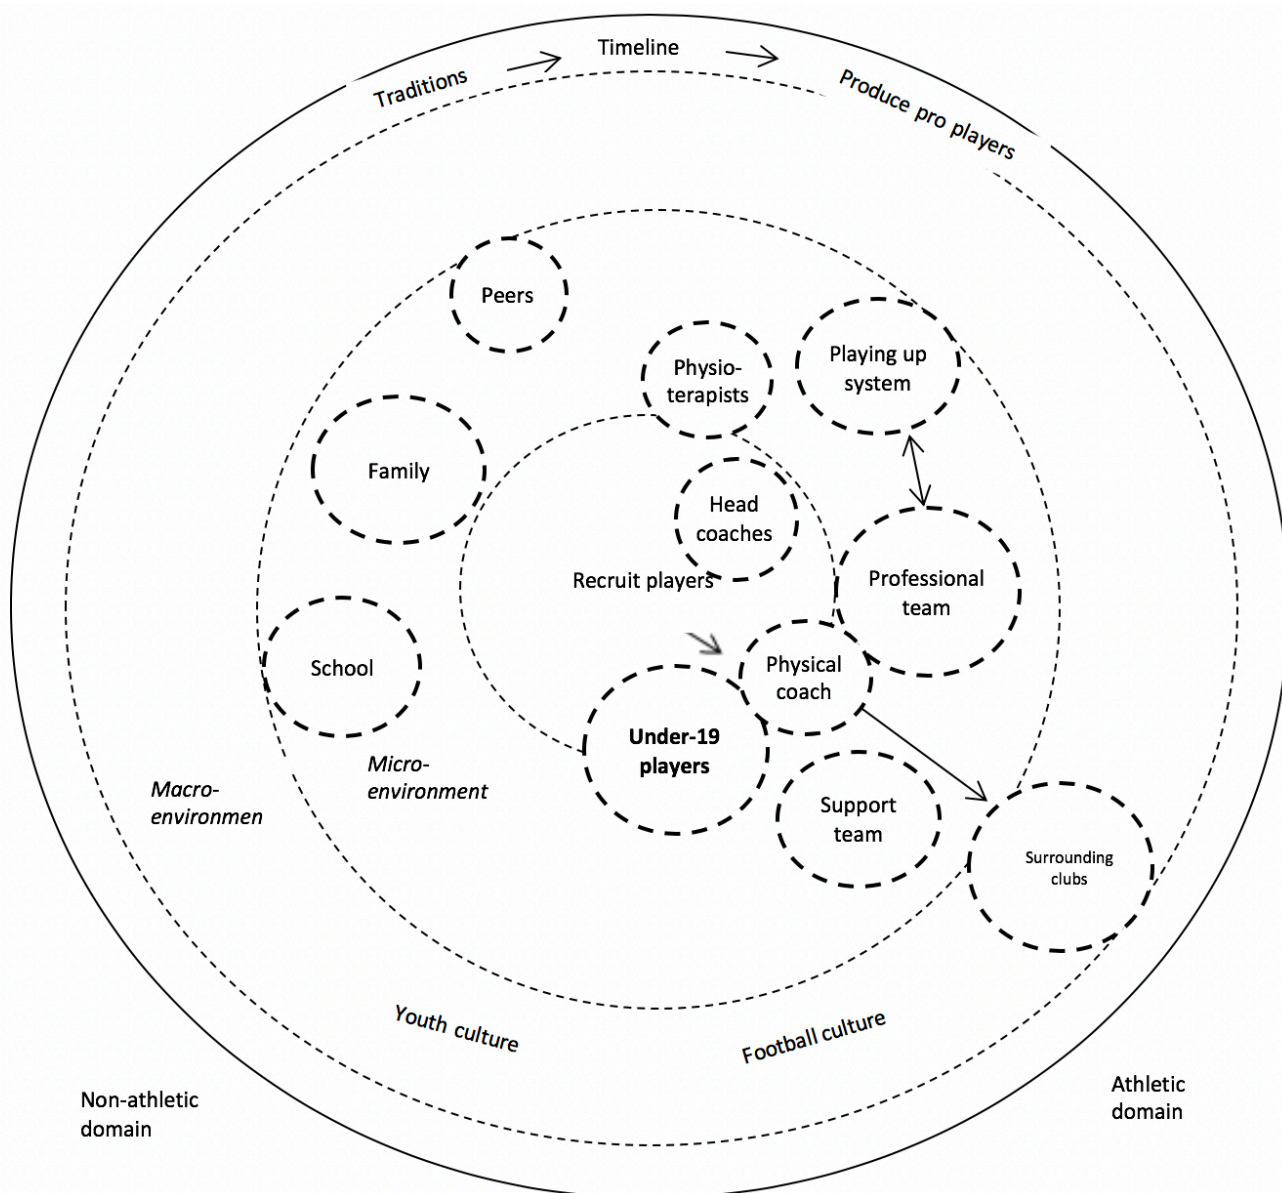 Timeline
Traditions
Produce pro players
Peers
Physio-
terapists
Playing up
system
Family
Head
coaches
Recruit players
Professional
team
School
Physical
coach
Under-19
players
Micro-
environment
Macro-
environmen
Support
team
Surrounding
clubs
Youth culture
Football culture
Non-athletic
domain
Athletic
domain